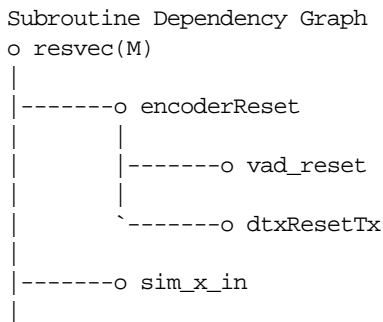 Subroutine Dependency Graph
o resvec(M)
|
|-------o encoderReset
|       |
|       |-------o vad_reset
|       |
|       `-------o dtxResetTx
|
|-------o sim_x_in
|